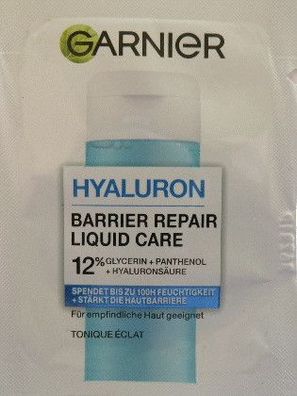 GARNIER
HYALURON
BARRIER REPAIR
LIQUID CARE
12% GLYCERIN + PANTHENOL
+ HYALURONSÄURE
SPENDET BIS ZU 100H FEUCHTIGKEIT
+ STÄRKT DIE HAUTBARRIERE
Für empfindliche Haut geeignet
TONIQUE ÉCLAT